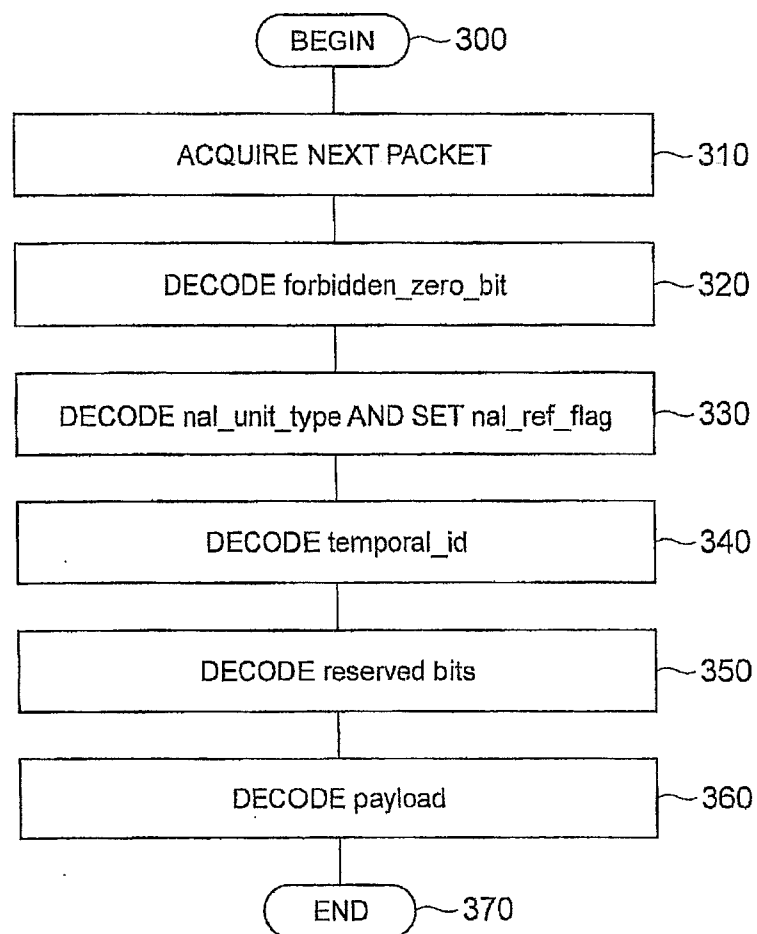 BEGIN 300
ACQUIRE NEXT PACKET 310
DECODE forbidden_zero_bit 320
DECODE nal_unit_type AND SET nal_ref_flag 330
DECODE temporal_id 340
DECODE reserved bits 350
DECODE payload 360
END 370